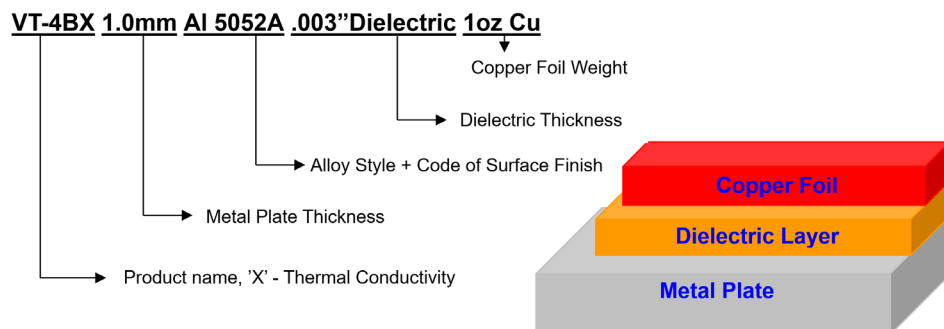 VT-4BX 1.0mm Al 5052A .003”Dielectric 1oz Cu
Copper Foil Weight
Dielectric Thickness
Alloy Style + Code of Surface Finish
Metal Plate Thickness
Product name, ’X’ - Thermal Conductivity
Copper Foil
Dielectric Layer
Metal Plate